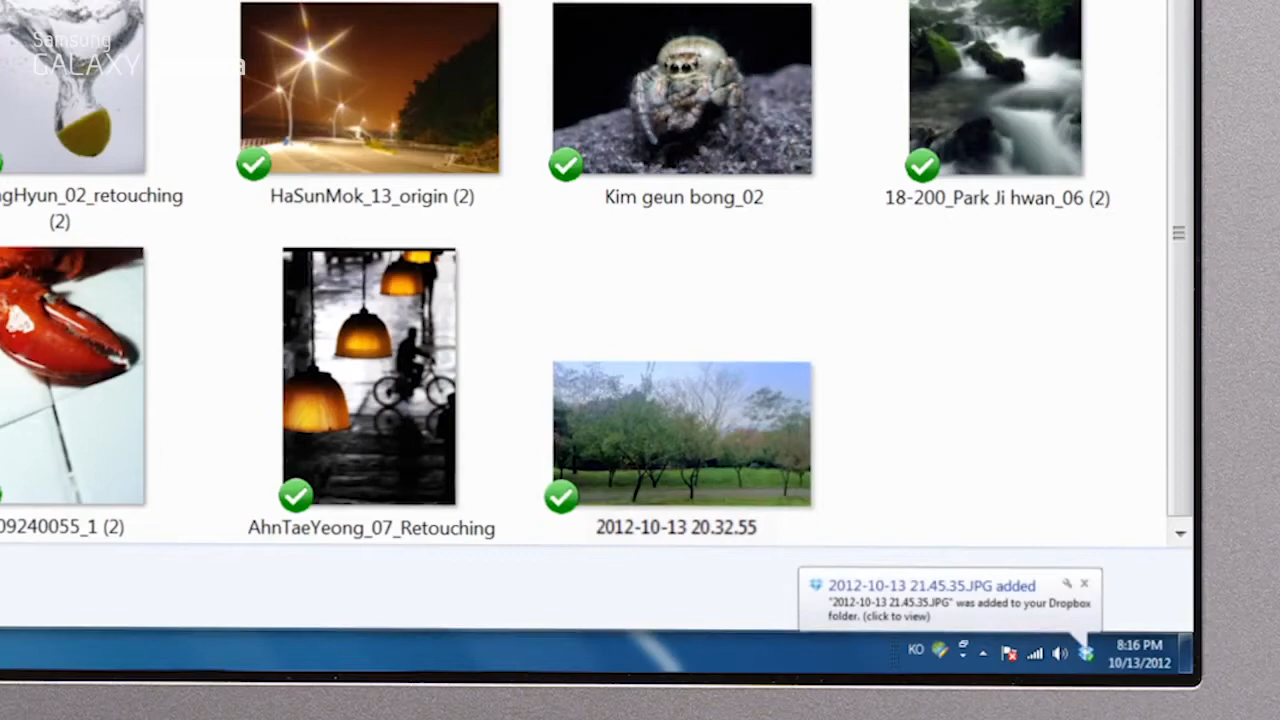 Samsung
GALAXY
gHyun_02_retouching
(2)
HaSunMok_13_origin (2)
Kim geun bong_02
18-200_Park Ji hwan_06 (2)
09240055_1 (2)
AhnTaeYeong_07_Retouching
2012-10-13 20.32.55
2012-10-13 21.45.35.JPG added
"2012-10-13 21.45.35.JPG" was added to your Dropbox
folder. (click to view)
KO
8:16 PM
10/13/2012